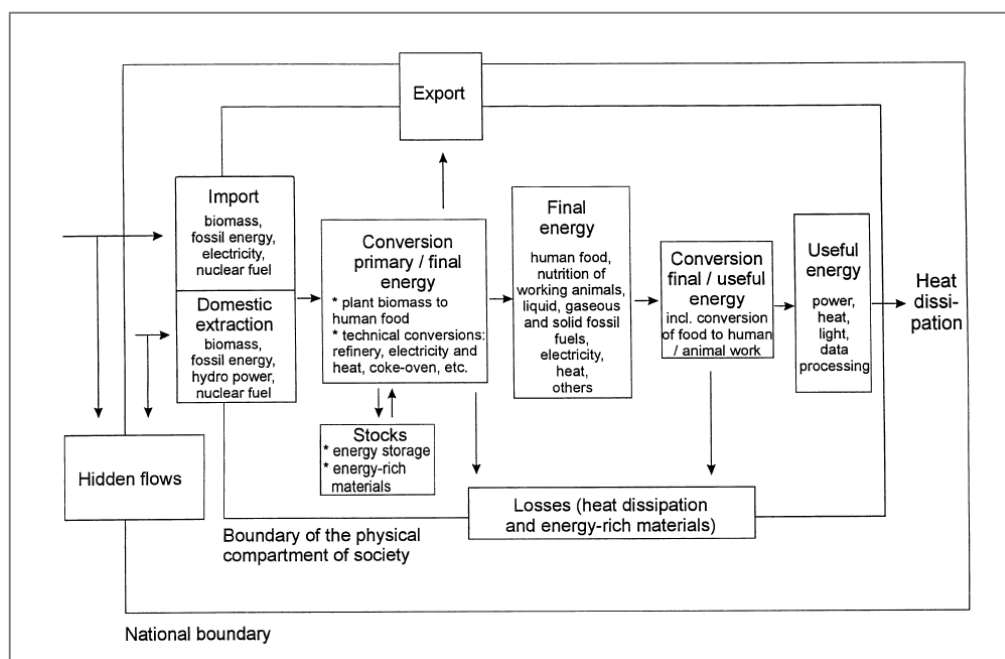 Export
Import
biomass,
fossil energy,
electricity,
nuclear fuel
Domestic
extraction
biomass,
fossil energy,
hydro power,
nuclear fuel
Hidden flows
Conversion
primary / final
energy
* plant biomass to
human food
* technical conversions:
refinery, electricity and
heat, coke-oven, etc.
Stocks
* energy storage
* energy-rich
materials
Final
energy
human food,
nutrition of
working animals,
liquid, gaseous
and solid fossil
fuels,
electricity,
heat,
others
Conversion
final / useful
energy
incl. conversion
of food to human
/ animal work
Useful
energy
power,
heat,
light,
data
processing
Heat
dissi-
pation
Losses (heat dissipation
and energy-rich materials)
Boundary of the physical
compartment of society
National boundary